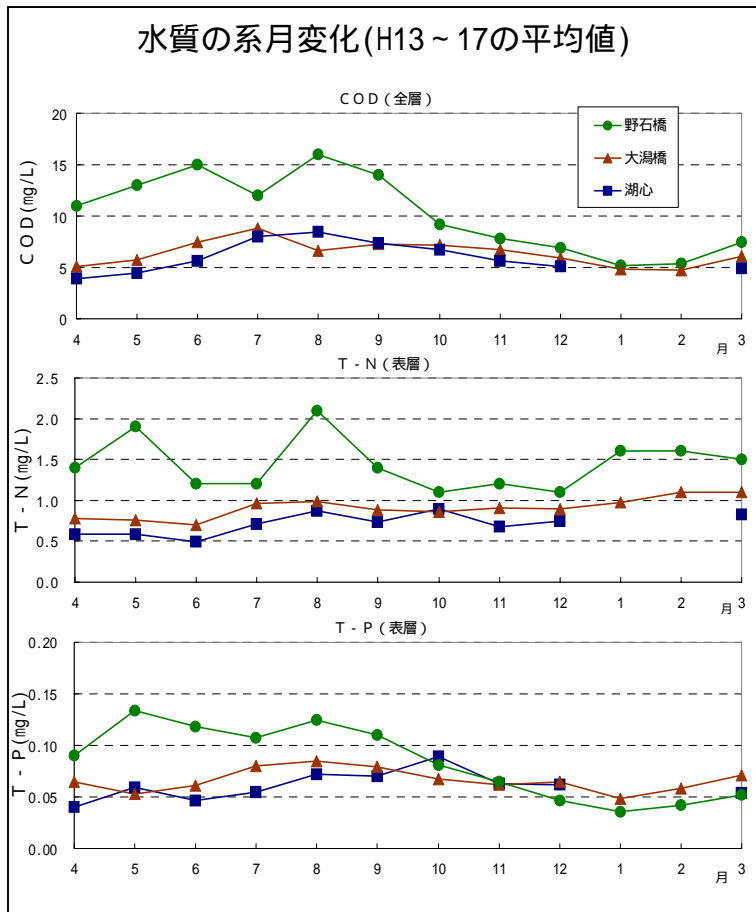 水質の系月変化(H13～17の平均値)
COD(全層)
野石橋
大潟橋
湖心
COD(㎎/L)
20
15
10
5
0
4 5 6 7 8 9 10 11 12 1 2 月 3
T-N(表層)
T-N(㎎/L)
2.5
2.0
1.5
1.0
0.5
0.0
4 5 6 7 8 9 10 11 12 1 2 月 3
T-P(表層)
T-P(㎎/L)
0.20
0.15
0.10
0.05
0.00
4 5 6 7 8 9 10 11 12 1 2 月 3